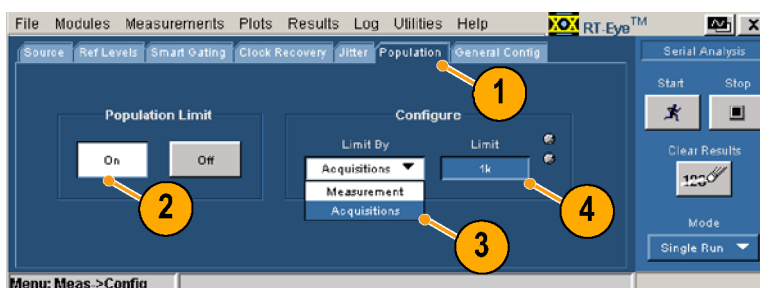 File Modules Measurements Plots Results Log Utilities Help RT-Eye™ X
Source Ref Levels Smart Gating Clock Recovery Jitter Population General Config Serial Analysis
1
Start Stop
Population Limit Configure
Limit By Limit
On Off
Acquisitions 1k
Clear Results
123
Measurement
Acquisitions
2
3
4
Mode
Single Run
Menu: Meas->Config